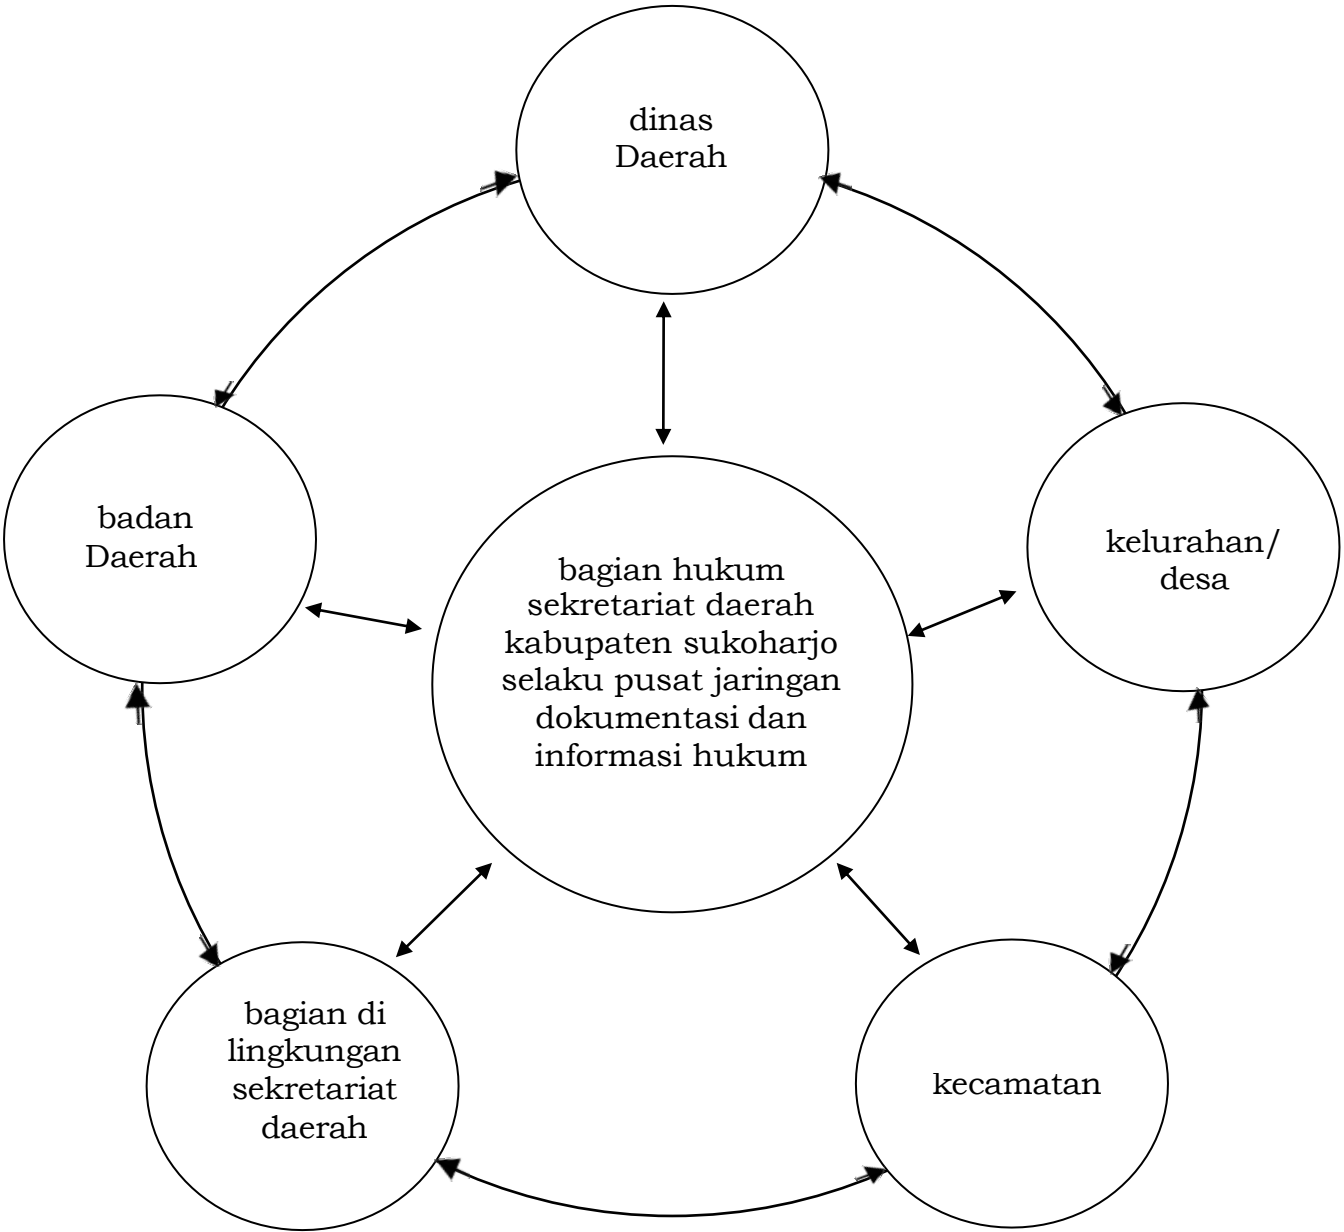 dinas
Daerah
badan
Daerah
kelurahan/
desa
bagian hukum
sekretariat daerah
kabupaten sukoharjo
selaku pusat jaringan
dokumentasi dan
informasi hukum
bagian di
lingkungan
sekretariat
daerah
kecamatan